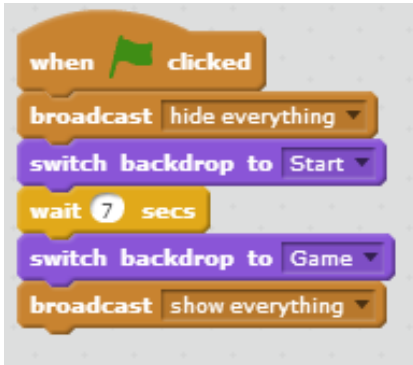 when clicked
broadcast hide everything
switch backdrop to Start
wait 7 secs
switch backdrop to Game
broadcast show everything